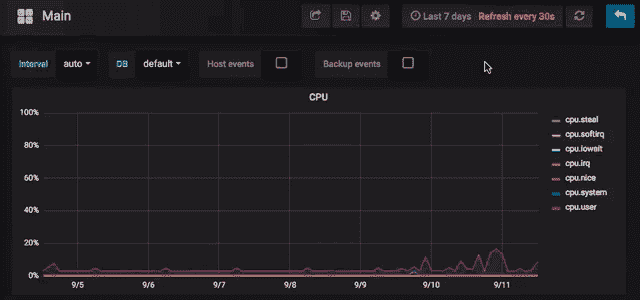 Main
Last 7 days Refresh every 30s
Interval auto DB default Host events Backup events
CPU
100%
80%
60%
40%
20%
0%
9/5 9/6 9/7 9/8 9/9 9/10 9/11
cpu.steal
cpu.softirq
cpu.iowait
cpu.irq
cpu.nice
cpu.system
cpu.user